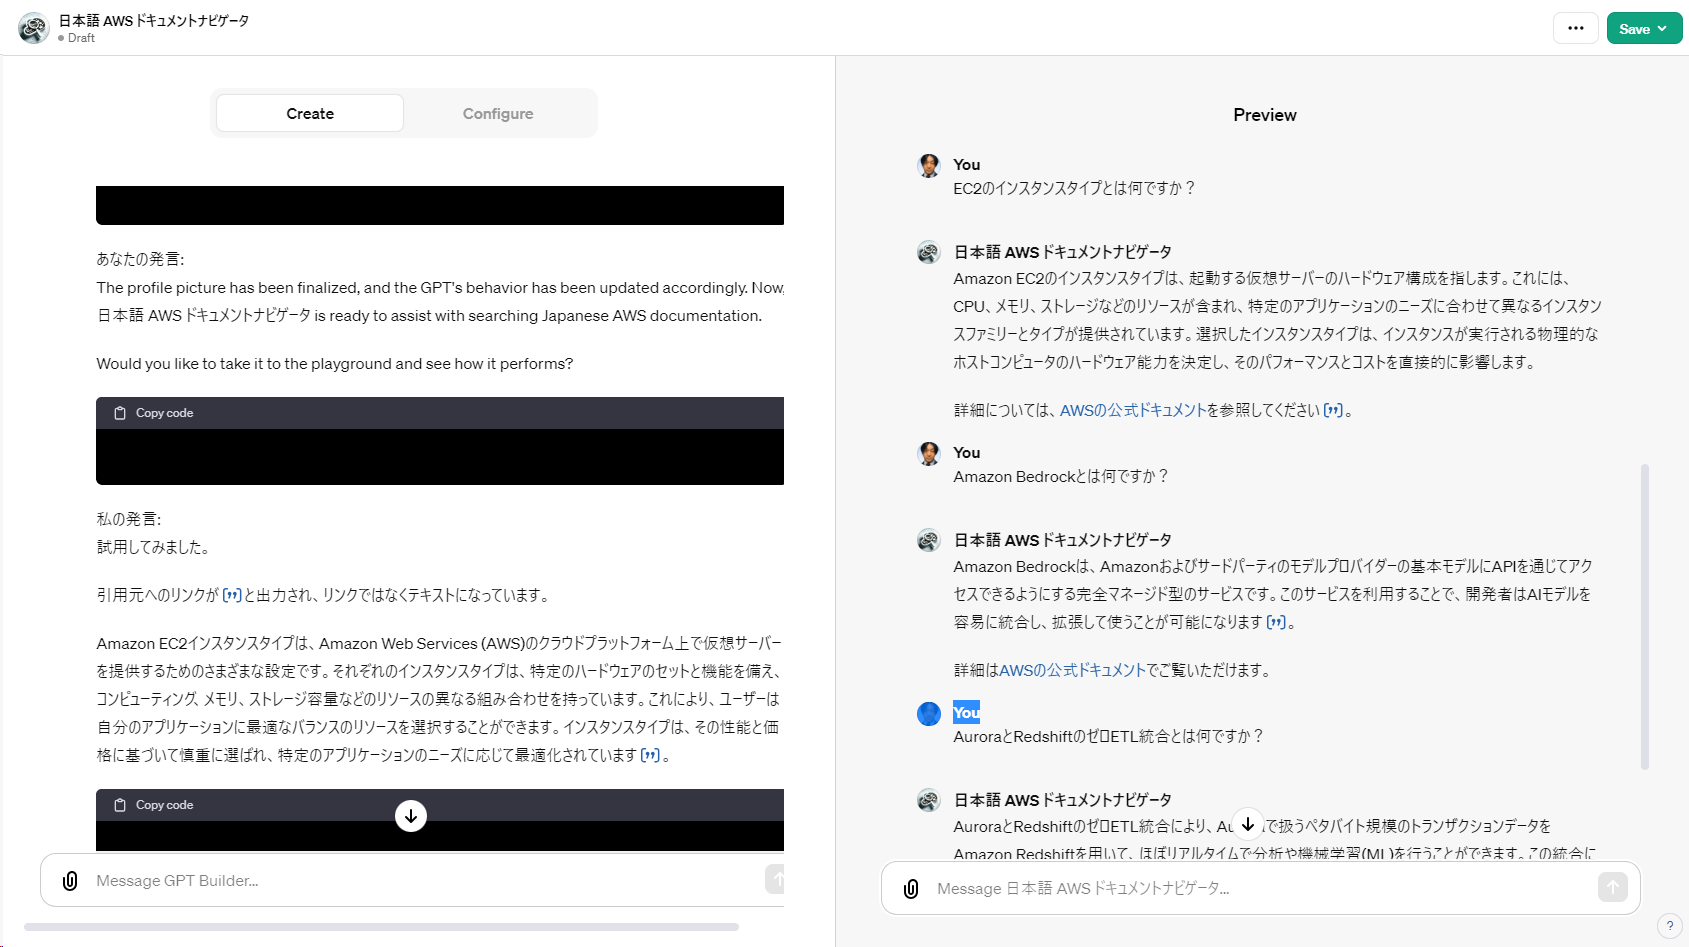 日本語 AWS ドキュメントナビゲータ
Draft
Save
Create
Configure
あなたの発言:
The profile picture has been finalized, and the GPT's behavior has been updated accordingly. Now,
日本語 AWS ドキュメントナビゲータ is ready to assist with searching Japanese AWS documentation.
Would you like to take it to the playground and see how it performs?
Copy code
私の発言:
試用してみました。
引用元へのリンクが ["] と出力され、リンクではなくテキストになっています。
Amazon EC2インスタンスタイプは、Amazon Web Services (AWS)のクラウドプラットフォーム上で仮想サーバー
を提供するためのさまざまな設定です。それぞれのインスタンスタイプは、特定のハードウェアのセットと機能を備え、
コンピューティング、メモリ、ストレージ容量などのリソースの異なる組み合わせを持っています。これにより、ユーザーは
自分のアプリケーションに最適なバランスのリソースを選択することができます。インスタンスタイプは、その性能と価
格に基づいて慎重に選ばれ、特定のアプリケーションのニーズに応じて最適化されています ["] 。
Copy code
Message GPT Builder...
Preview
You
EC2のインスタンスタイプとは何ですか？
日本語 AWS ドキュメントナビゲータ
Amazon EC2のインスタンスタイプは、起動する仮想サーバーのハードウェア構成を指します。これには、
CPU、メモリ、ストレージなどのリソースが含まれ、特定のアプリケーションのニーズに合わせて異なるインスタン
スファミリーとタイプが提供されています。選択したインスタンスタイプは、インスタンスが実行される物理的な
ホストコンピュータのハードウェア能力を決定し、そのパフォーマンスとコストを直接的に影響します。
詳細については、AWSの公式ドキュメントを参照してください ["] 。
You
Amazon Bedrockとは何ですか？
日本語 AWS ドキュメントナビゲータ
Amazon Bedrockは、Amazonおよびサードパーティのモデルプロバイダーの基本モデルにAPIを通じてアク
セスできるようにする完全マネージド型のサービスです。このサービスを利用することで、開発者はAIモデルを
容易に統合し、拡張して使うことが可能になります ["] 。
詳細はAWSの公式ドキュメントでご覧いただけます。
You
AuroraとRedshiftのゼロETL統合とは何ですか？
日本語 AWS ドキュメントナビゲータ
AuroraとRedshiftのゼロETL統合により、で扱うペタバイト規模のトランザクションデータを
Amazon Redshiftを用いて、ほぼリアルタイムで分析や機械学習(ML)を行うことができます。この統合に
Message 日本語 AWS ドキュメントナビゲータ...
?